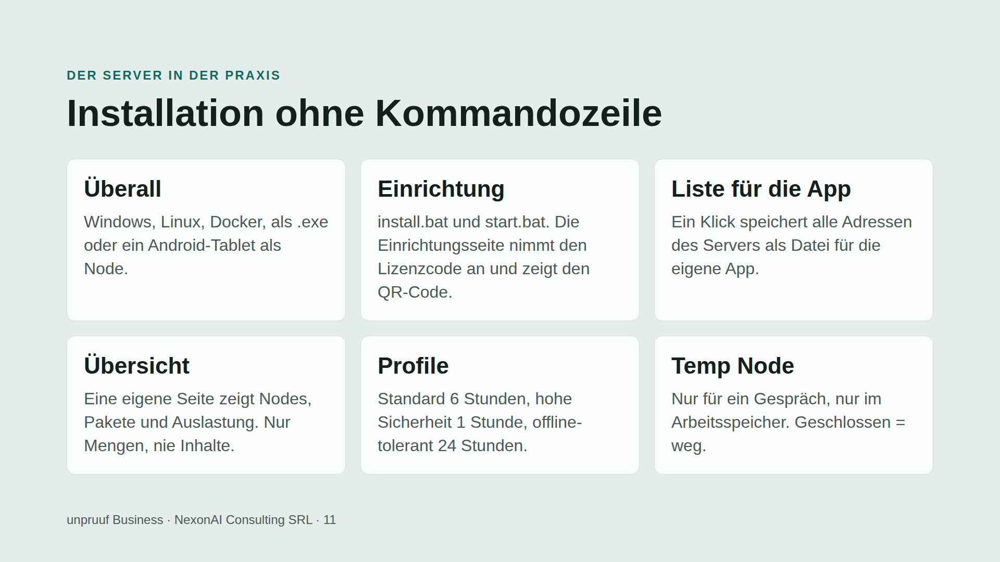 DER SERVER IN DER PRAXIS
Installation ohne Kommandozeile
Überall
Windows, Linux, Docker, als .exe
oder ein Android-Tablet als
Node.
Einrichtung
install.bat und start.bat. Die
Einrichtungsseite nimmt den
Lizenzcode an und zeigt den
QR-Code.
Liste für die App
Ein Klick speichert alle Adressen
des Servers als Datei für die
eigene App.
Übersicht
Eine eigene Seite zeigt Nodes,
Pakete und Auslastung. Nur
Mengen, nie Inhalte.
Profile
Standard 6 Stunden, hohe
Sicherheit 1 Stunde, offline-
tolerant 24 Stunden.
Temp Node
Nur für ein Gespräch, nur im
Arbeitsspeicher. Geschlossen =
weg.
unpruuf Business · NexonAI Consulting SRL · 11